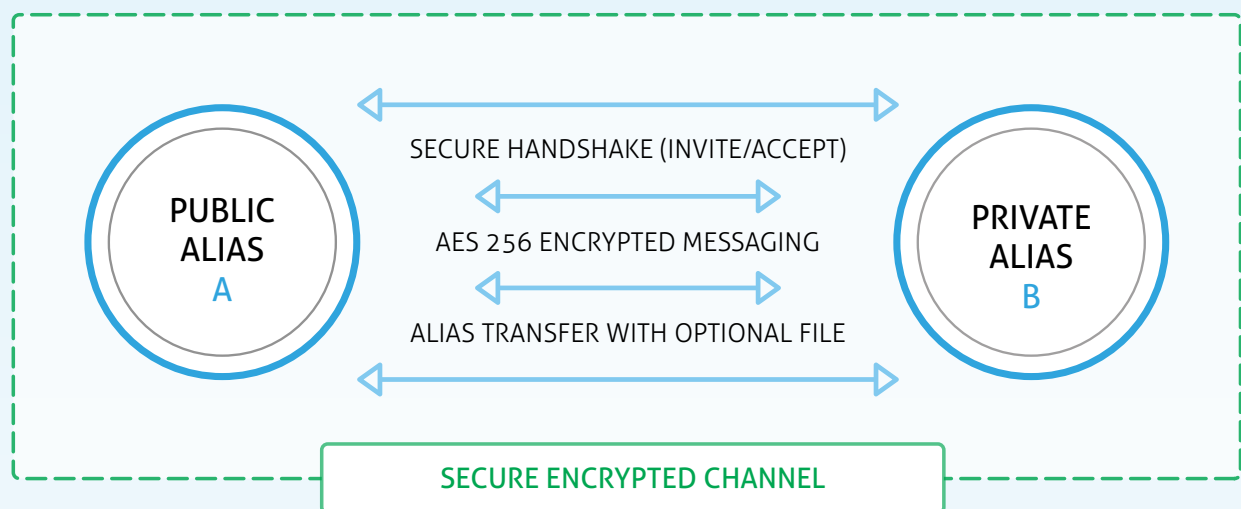 PUBLIC
ALIAS
A
SECURE HANDSHAKE (INVITE/ACCEPT)
AES 256 ENCRYPTED MESSAGING
ALIAS TRANSFER WITH OPTIONAL FILE
PRIVATE
ALIAS
B
SECURE ENCRYPTED CHANNEL